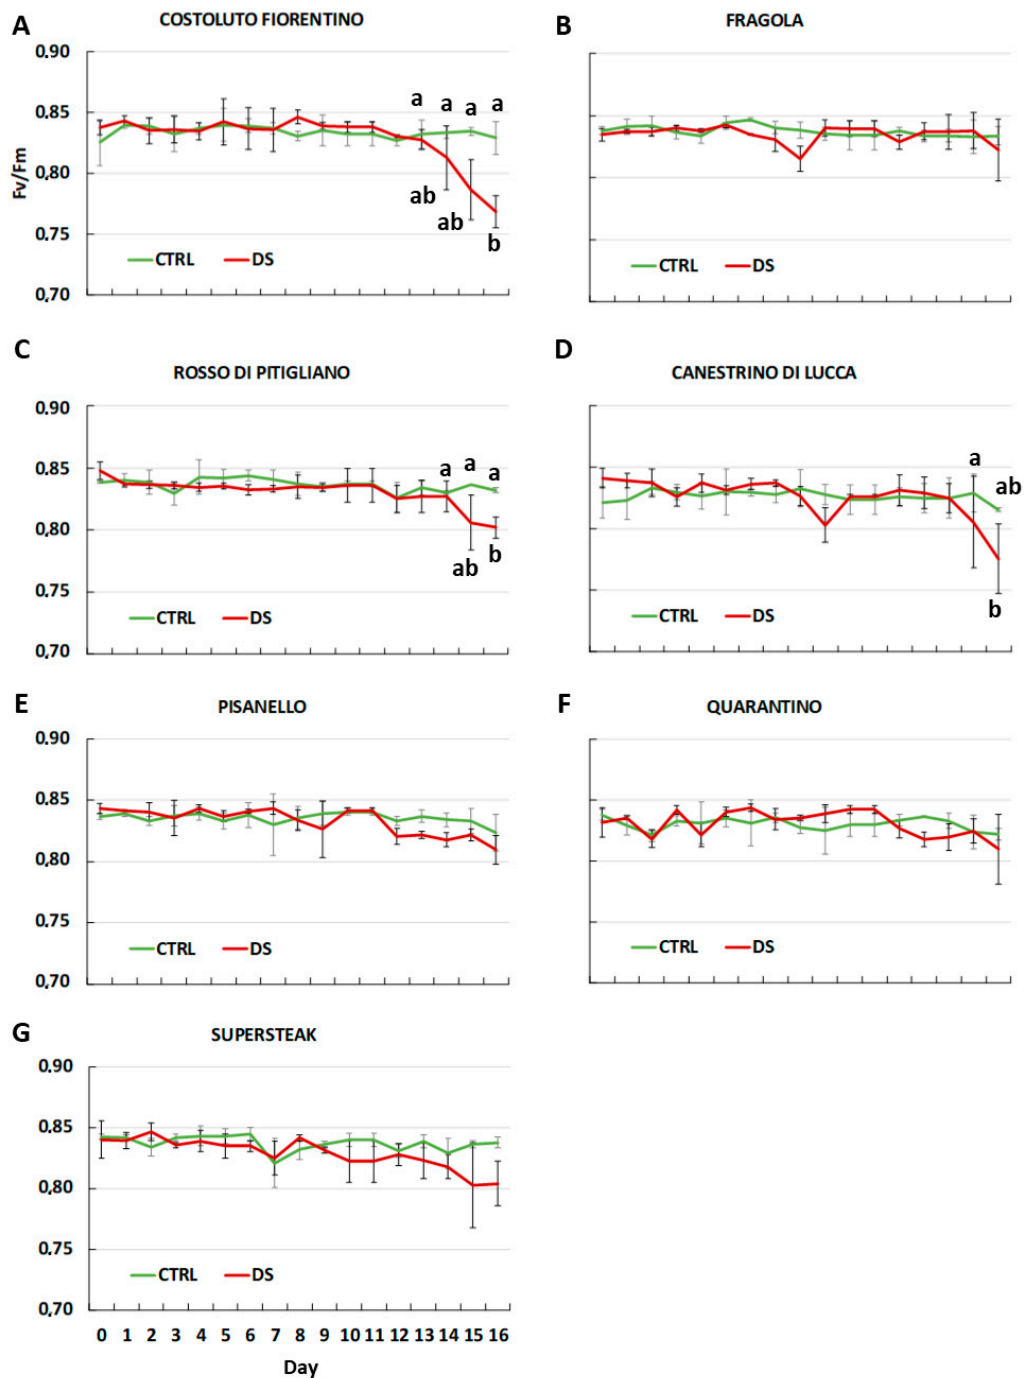 A
COSTOLUTO FIORENTINO
B
FRAGOLA
0,90
0,85
0,80
0,75
0,70
Fv/Fm
a a a a
ab
ab
b
CTRL DS
CTRL DS
C
ROSSO DI PITIGLIANO
D
CANESTRINO DI LUCCA
0,90
0,85
0,80
0,75
0,70
a a a
ab b
CTRL DS
a
ab
b
CTRL DS
E
PISANELLO
F
QUARANTINO
0,90
0,85
0,80
0,75
0,70
CTRL DS
CTRL DS
G
SUPERSTEAK
0,90
0,85
0,80
0,75
0,70
CTRL DS
0 1 2 3 4 5 6 7 8 9 10 11 12 13 14 15 16
Day